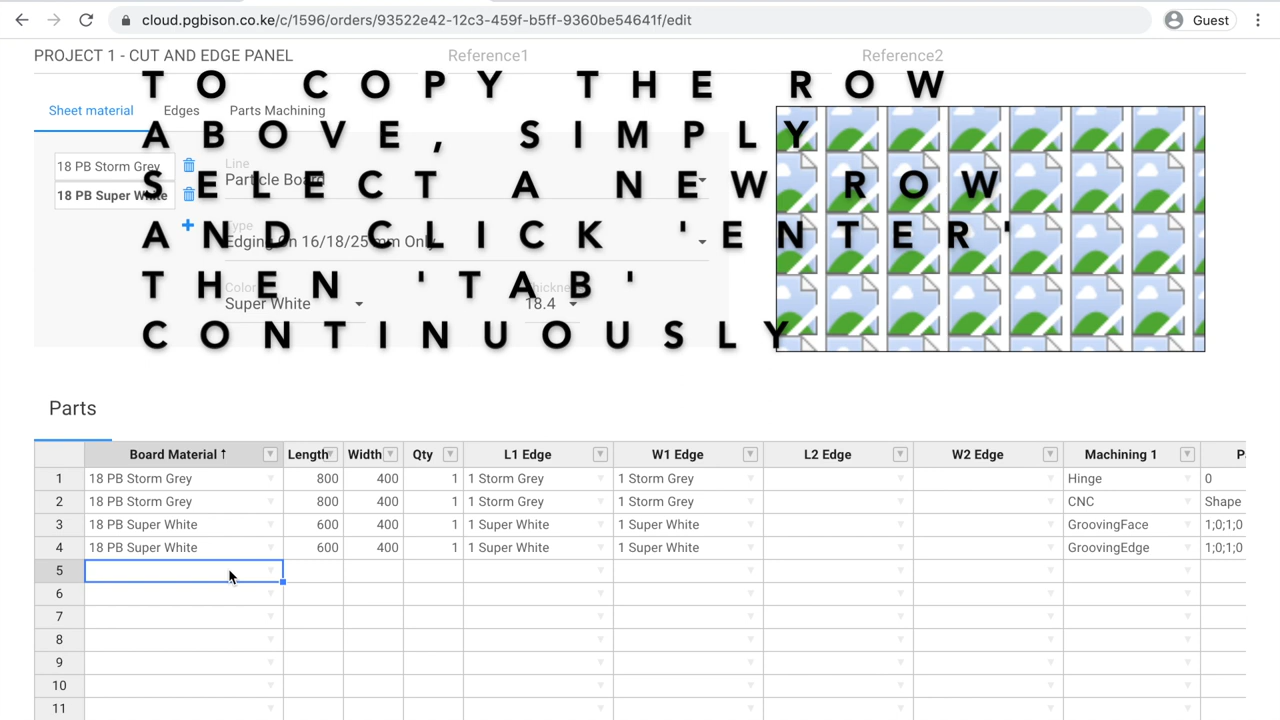 cloud.pgbison.co.ke/c/1596/orders/93522e42-12c3-459f-b5ff-9360be54641f/edit
Guest
PROJECT 1 - CUT AND EDGE PANEL Reference1 Reference2
TO COPY THE ROW
ABOVE, SIMPLY
SELECT A NEW ROW
AND CLICK 'ENTER'
THEN 'TAB'
CONTINUOUSLY
Sheet material Edges Parts Machining
18 PB Storm Grey
18 PB Super White
Line
Particle Board
Type
Edging On 16/18/25 mm Only
Color
Super White
Thickness
18.4
Parts
Board Material ↑ Length Width Qty L1 Edge W1 Edge L2 Edge W2 Edge Machining 1
1 18 PB Storm Grey 800 400 1 1 Storm Grey 1 Storm Grey Hinge 0
2 18 PB Storm Grey 800 400 1 1 Storm Grey 1 Storm Grey CNC Shape
3 18 PB Super White 600 400 1 1 Super White 1 Super White GroovingFace 1;0;1;0
4 18 PB Super White 600 400 1 1 Super White 1 Super White GroovingEdge 1;0;1;0
5
6
7
8
9
10
11